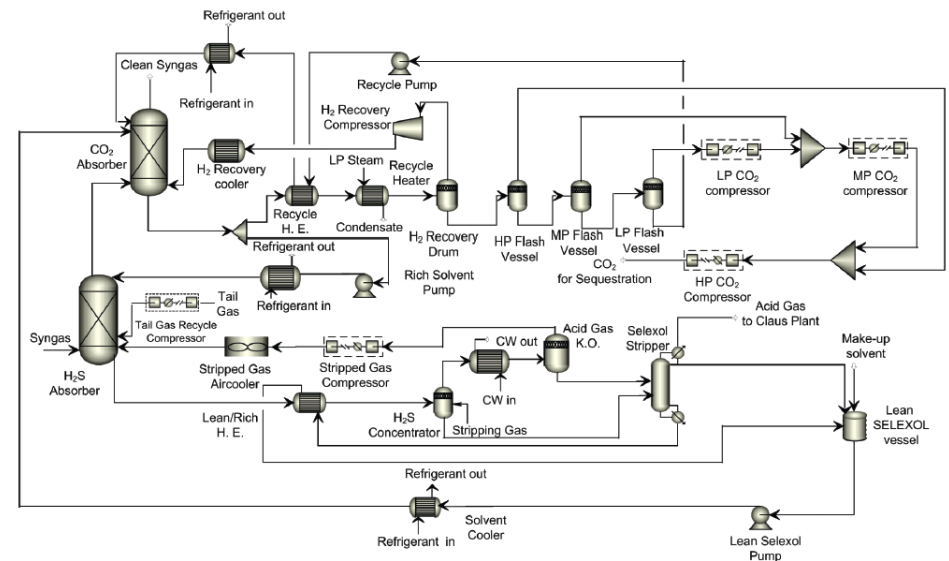 Refrigerant out
Clean Syngas
Refrigerant in
Recycle Pump
H2 Recovery
Compressor
CO2
Absorber
H2 Recovery
cooler
LP Steam
Recycle
Heater
Recycle
H. E.
Condensate
H2 Recovery
Drum
HP Flash
Vessel
MP Flash
Vessel
LP Flash
Vessel
LP CO2
compressor
MP CO2
compressor
Refrigerant out
Refrigerant in
Rich Solvent
Pump
CO2
for Sequestration
HP CO2
Compressor
Tail
Gas
Tail Gas Recycle
Compressor
Syngas
H2S
Absorber
Stripped Gas
Aircooler
Stripped Gas
Compressor
CW out
CW in
Acid Gas
K.O.
Selexol
Stripper
Acid Gas
to Claus Plant
Make-up
solvent
Lean/Rich
H. E.
H2S
Concentrator
Stripping Gas
Lean
SELEXOL
vessel
Refrigerant out
Refrigerant in
Solvent
Cooler
Lean Selexol
Pump